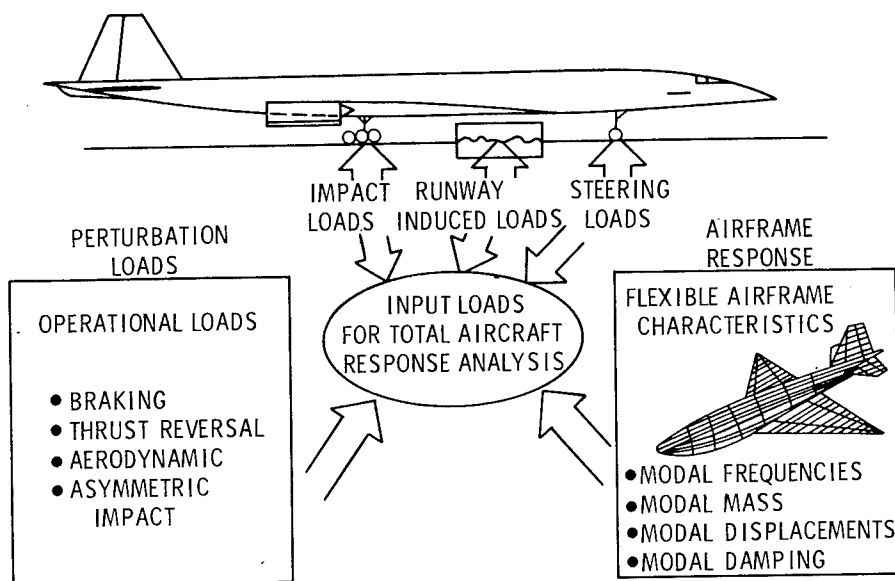 IMPACT
LOADS
RUNWAY
INDUCED LOADS
STEERING
LOADS
PERTURBATION
LOADS
OPERATIONAL LOADS
● BRAKING
● THRUST REVERSAL
● AERODYNAMIC
● ASYMMETRIC
IMPACT
INPUT LOADS
FOR TOTAL AIRCRAFT
RESPONSE ANALYSIS
AIRFRAME
RESPONSE
FLEXIBLE AIRFRAME
CHARACTERISTICS
● MODAL FREQUENCIES
● MODAL MASS
● MODAL DISPLACEMENTS
● MODAL DAMPING